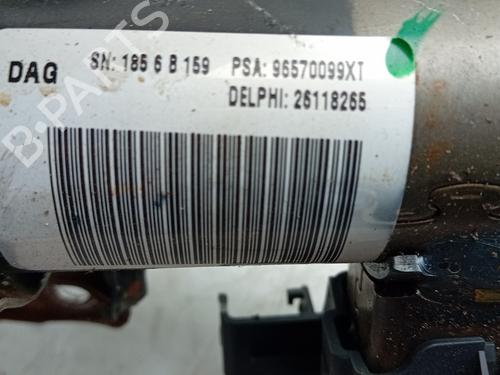 DAG SN: 185 6 B 159 PSA: 96570099XT
DELPHI: 26118265
B-PARTS